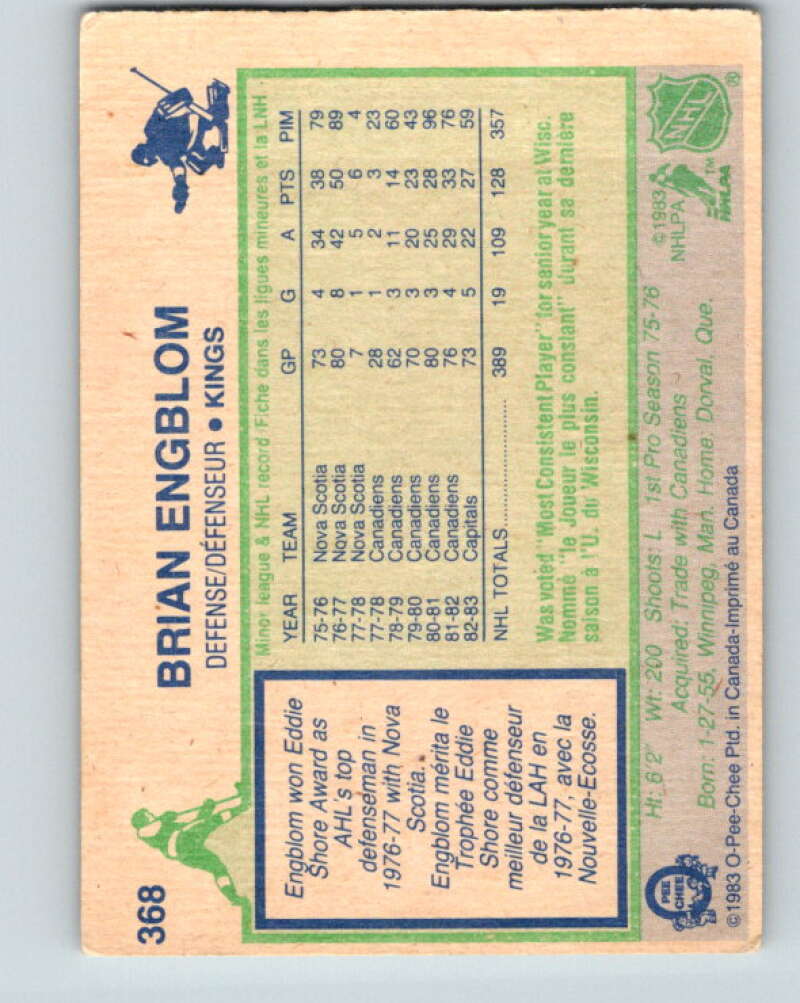 368
BRIAN ENGBLOM
DEFENSE/DÉFENSEUR • KINGS
Engblom won Eddie
Shore Award as
AHL's top
defenseman in
1976-77 with Nova
Scotia.
Engblom mérita le
Trophée Eddie
Shore comme
meilleur défenseur
de la LAH en
1976-77, avec la
Nouvelle-Ecosse.
Minor league & NHL record Fiche dans les ligues mineures et la LNH
YEAR TEAM GP G A PTS PIM
75-76 Nova Scotia 73 4 34 38 79
76-77 Nova Scotia 80 8 42 50 89
77-78 Nova Scotia 7 1 5 6 4
77-78 Canadiens 28 1 2 3 23
78-79 Canadiens 62 3 11 14 60
79-80 Canadiens 70 3 20 23 43
80-81 Canadiens 80 3 25 28 96
81-82 Canadiens 76 4 29 33 76
82-83 Capitals 73 5 22 27 59
NHL TOTALS.................. 389 19 109 128 357
Was voted "Most Consistent Player" for senior year at Wisc.
Nommé "le Joueur le plus constant" durant sa dernière
saison à l'U. du Wisconsin.
Ht: 6'2" Wt: 200 Shoots: L 1st Pro Season 75-76
Acquired: Trade with Canadiens
Born: 1-27-55, Winnipeg, Man. Home: Dorval, Que.
©1983 O-Pee-Chee Ptd. in Canada-Imprimé au Canada
O PEE CHEE
©1983
NHLPA
NHLPA™
NHL®